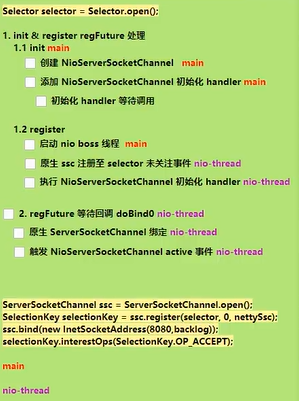 Selector selector = Selector.open();
1. init & register regFuture 处理
1.1 init main
创建 NioServerSocketChannel main
添加 NioServerSocketChannel 初始化 handler main
初始化 handler 等待调用
1.2 register
启动 nio boss 线程 main
原生 ssc 注册至 selector 未关注事件 nio-thread
执行 NioServerSocketChannel 初始化 handler nio-thread
2. regFuture 等待回调 doBind0 nio-thread
原生 ServerSocketChannel 绑定 nio-thread
触发 NioServerSocketChannel active 事件 nio-thread
ServerSocketChannel ssc = ServerSocketChannel.open();
SelectionKey selectionKey = ssc.register(selector, 0, nettySsc);
ssc.bind(new InetSocketAddress(8080,backlog));
selectionKey.interestOps(SelectionKey.OP_ACCEPT);
main
nio-thread